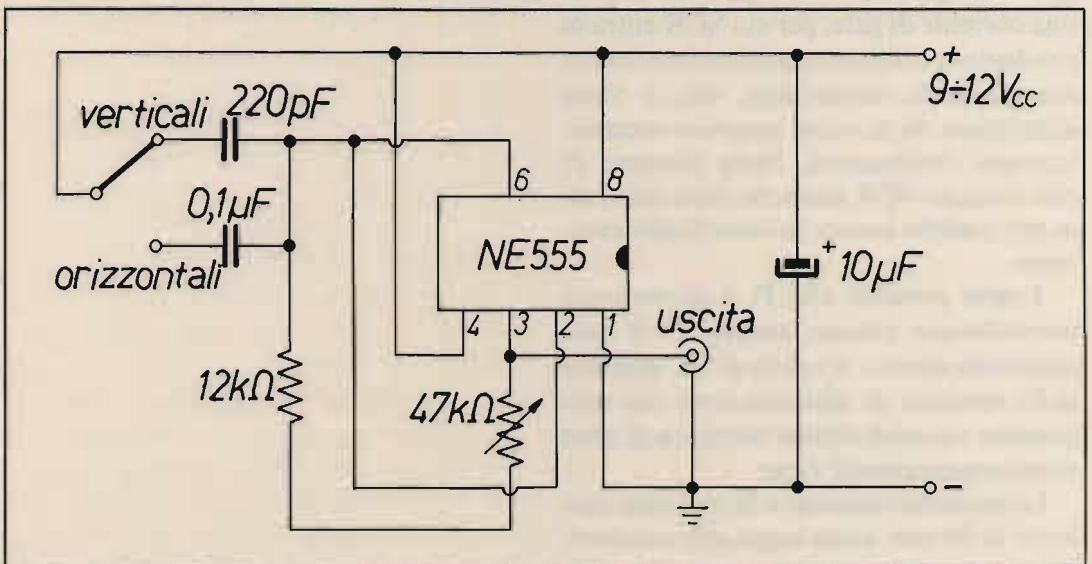 +
9÷12Vcc
verticali
220pF
0,1µF
orizzontali
6
8
NE555
4
3
2
1
+
10µF
uscita
12kΩ
47kΩ
-